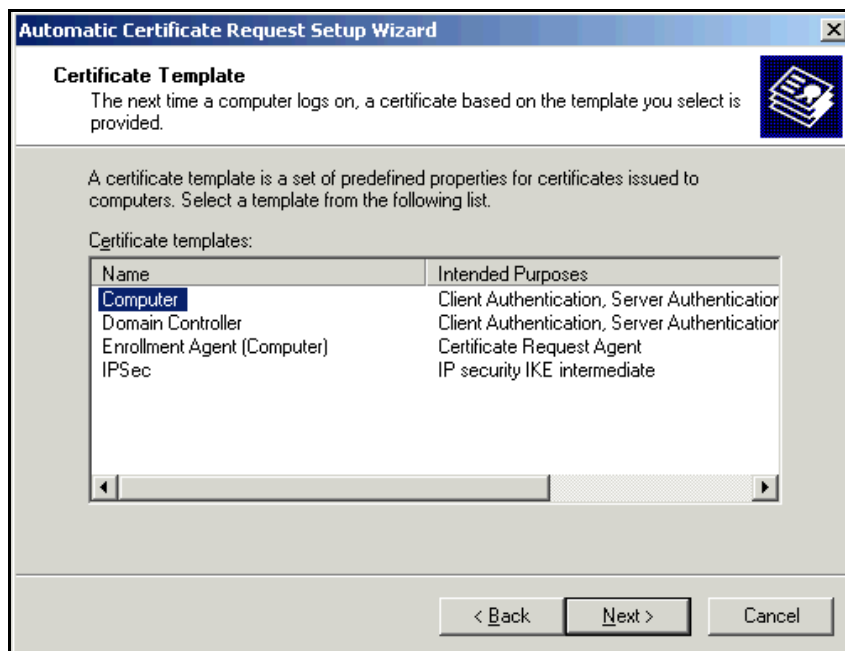 Automatic Certificate Request Setup Wizard
Certificate Template
The next time a computer logs on, a certificate based on the template you select is
provided.
A certificate template is a set of predefined properties for certificates issued to
computers. Select a template from the following list.
Certificate templates:
Name Intended Purposes
Computer Client Authentication, Server Authentication
Domain Controller Client Authentication, Server Authentication
Enrollment Agent (Computer) Certificate Request Agent
IPSec IP security IKE intermediate
< Back Next > Cancel